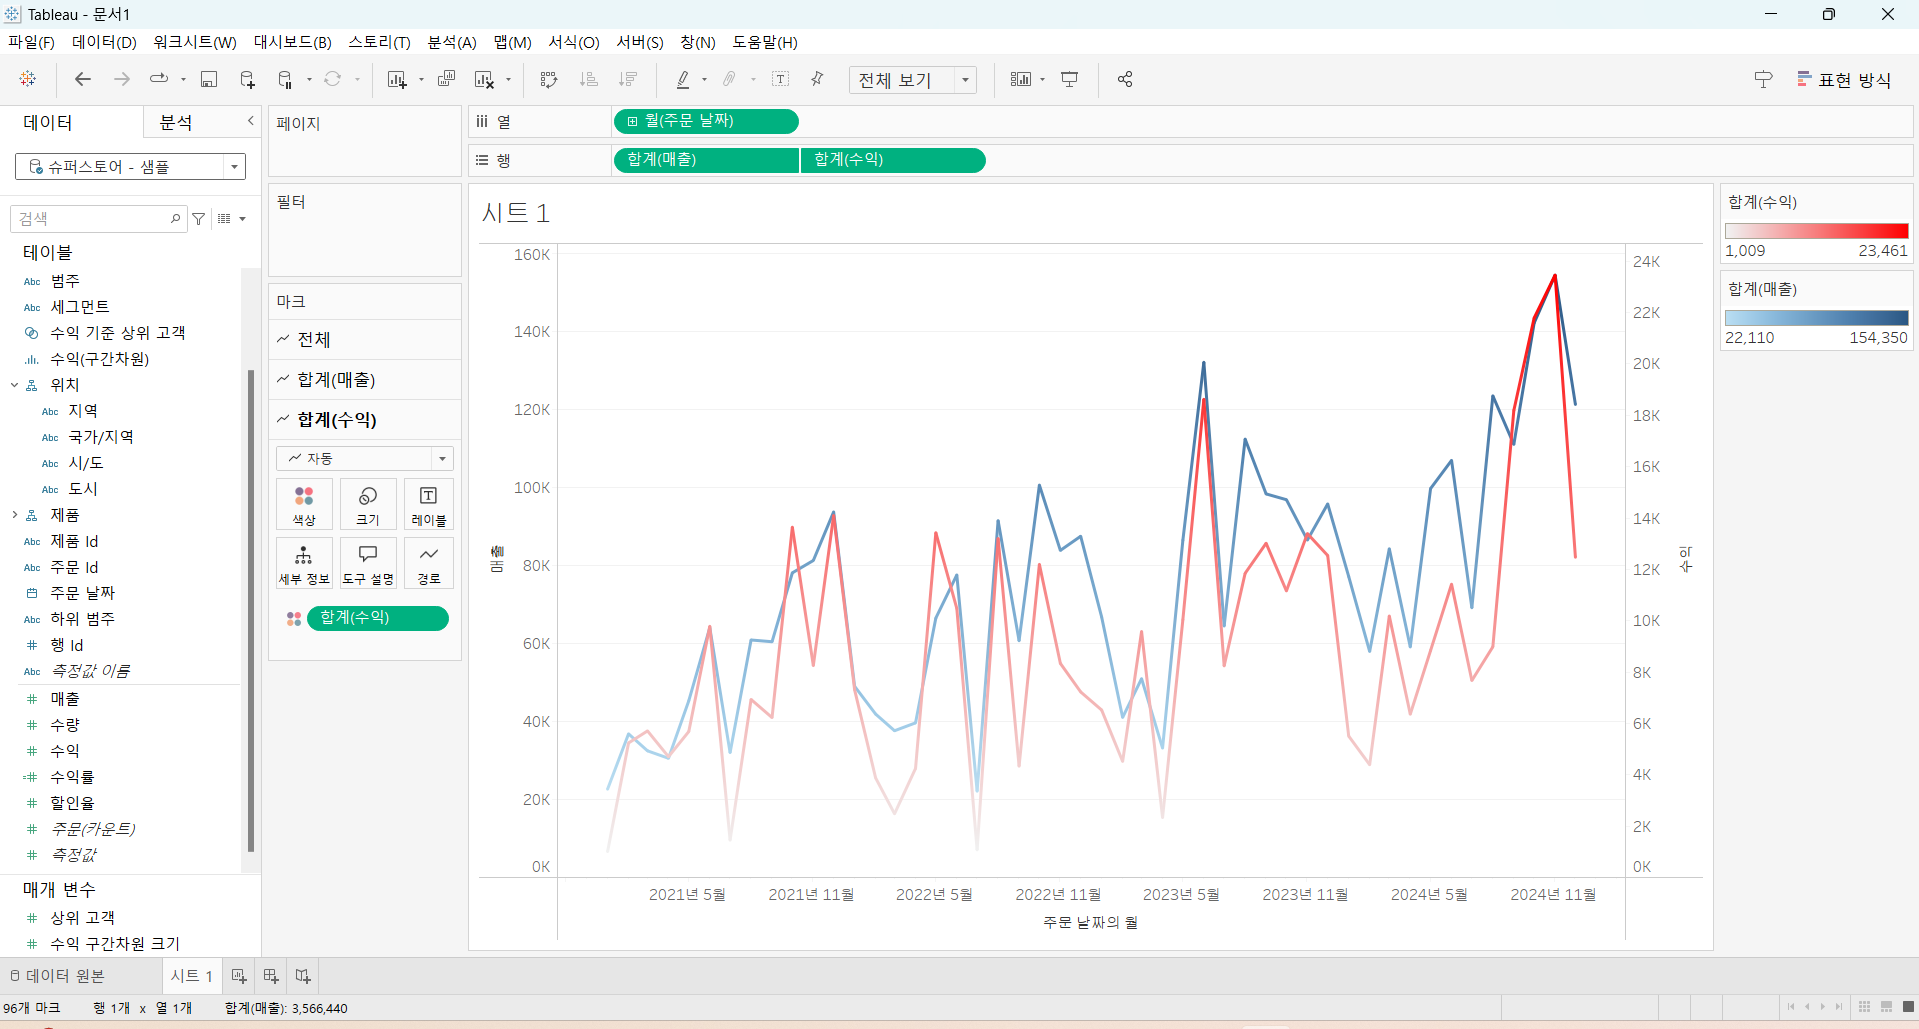 Tableau - 문서1
파일(F) 데이터(D) 워크시트(W) 대시보드(B) 스토리(T) 분석(A) 맵(M) 서식(O) 서버(S) 창(N) 도움말(H)
전체 보기
표현 방식
데이터 분석
슈퍼스토어 - 샘플
검색
테이블
Abc 범주
Abc 세그먼트
수익 기준 상위 고객
수익(구간차원)
위치
Abc 지역
Abc 국가/지역
Abc 시/도
Abc 도시
제품
Abc 제품 Id
Abc 주문 Id
주문 날짜
Abc 하위 범주
# 행 Id
Abc 측정값 이름
# 매출
# 수량
# 수익
=# 수익률
# 할인율
# 주문(카운트)
# 측정값
매개 변수
# 상위 고객
# 수익 구간차원 크기
페이지
필터
마크
전체
합계(매출)
합계(수익)
자동
색상 크기 레이블
세부 정보 도구 설명 경로
합계(수익)
열 월(주문 날짜)
행 합계(매출) 합계(수익)
시트 1
160K
140K
120K
100K
80K
60K
40K
20K
0K
매출
24K
22K
20K
18K
16K
14K
12K
10K
8K
6K
4K
2K
0K
수익
2021년 5월 2021년 11월 2022년 5월 2022년 11월 2023년 5월 2023년 11월 2024년 5월 2024년 11월
주문 날짜의 월
합계(수익)
1,009 23,461
합계(매출)
22,110 154,350
데이터 원본 시트 1
96개 마크 행 1개 x 열 1개 합계(매출): 3,566,440